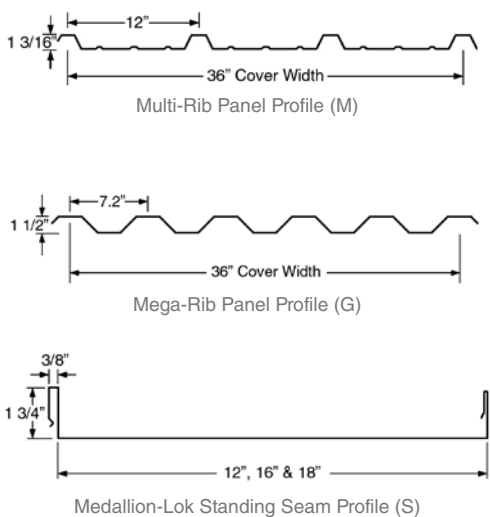 12”
1 3/16”
36” Cover Width
Multi-Rib Panel Profile (M)
7.2”
1 1/2”
36” Cover Width
Mega-Rib Panel Profile (G)
3/8”
1 3/4”
12”, 16” & 18”
Medallion-Lok Standing Seam Profile (S)